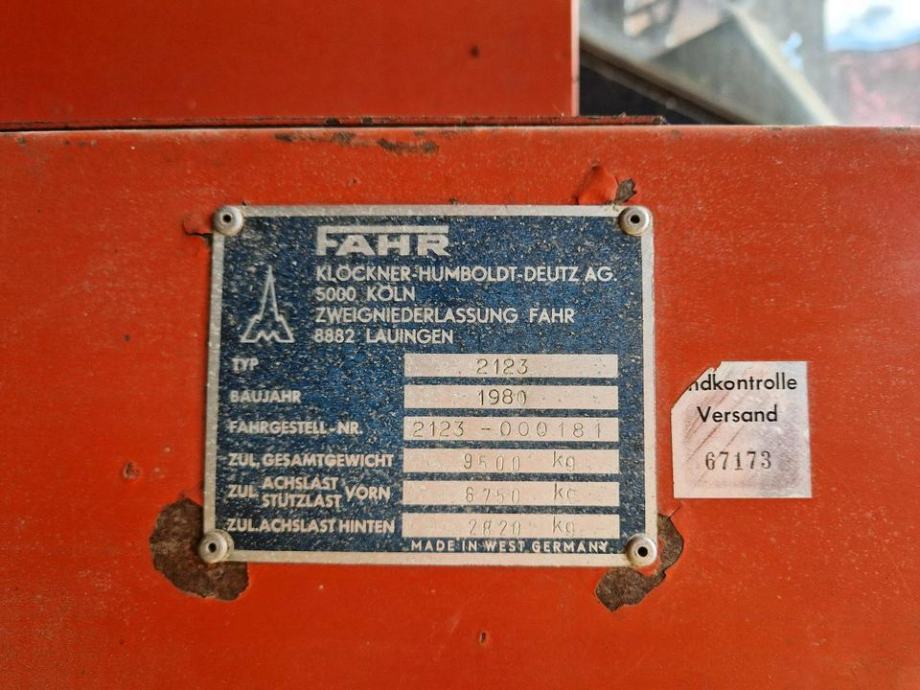 FAHR
KLÖCKNER-HUMBOLDT-DEUTZ AG.
5000 KÖLN
ZWEIGNIEDERLASSUNG FAHR
8882 LAUINGEN
TYP 2123
BAUJAHR 1980
FAHRGESTELL-NR. 2123-000181
ZUL. GESAMTGEWICHT 9500 kg
ZUL. ACHSLAST STÜTZLAST VORN 6750 kg
ZUL. ACHSLAST HINTEN 2820 kg
MADE IN WEST GERMANY
ndkontrolle
Versand
67173